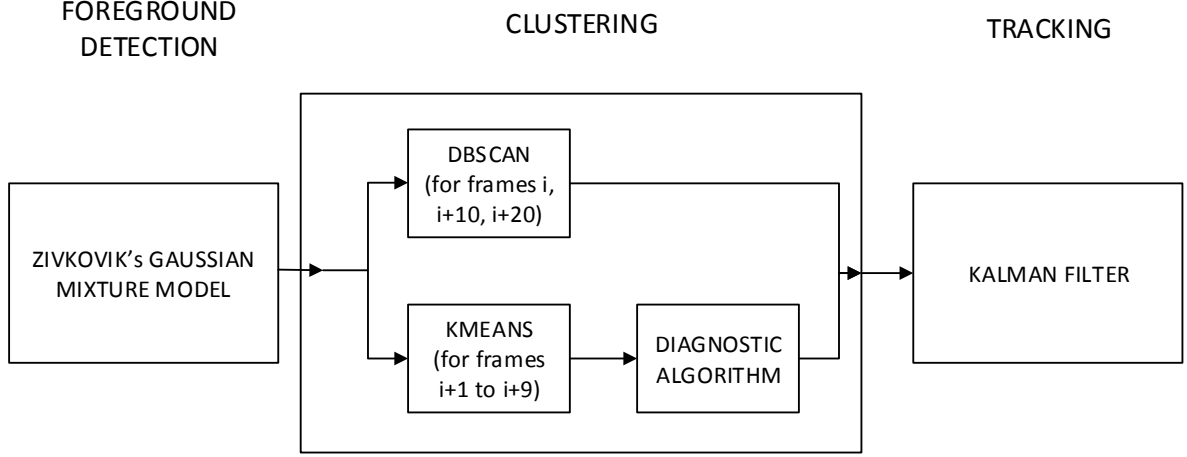 FOREGROUND
DETECTION
CLUSTERING
TRACKING
ZIVKOVIK's GAUSSIAN
MIXTURE MODEL
DBSCAN
(for frames i,
i+10, i+20)
KMEANS
(for frames
i+1 to i+9)
DIAGNOSTIC
ALGORITHM
KALMAN FILTER